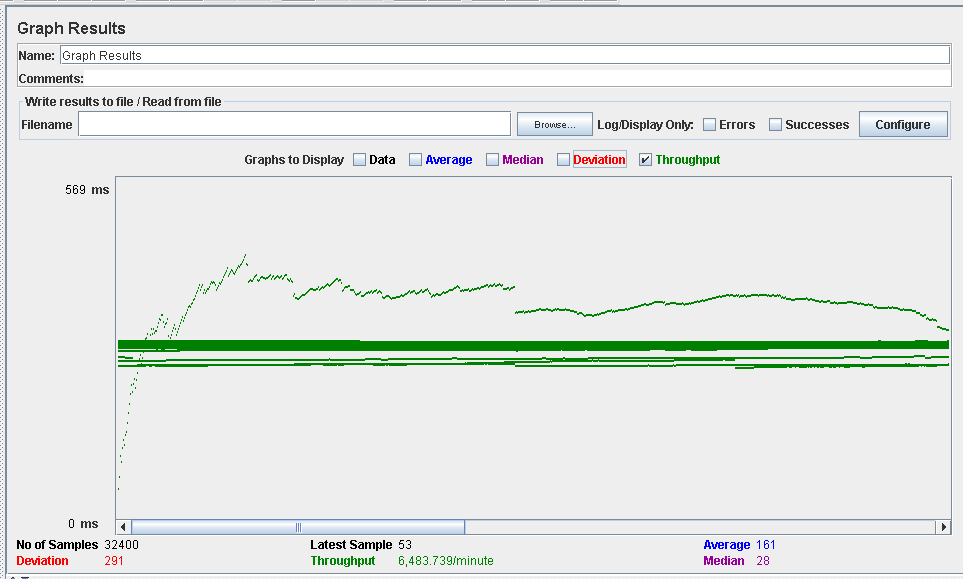 Graph Results
Name: Graph Results
Comments:
Write results to file / Read from file
Filename Browse... Log/Display Only: Errors Successes Configure
Graphs to Display Data Average Median Deviation Throughput
569 ms
0 ms
No of Samples 32400 Latest Sample 53 Average 161
Deviation 291 Throughput 6,483.739/minute Median 28